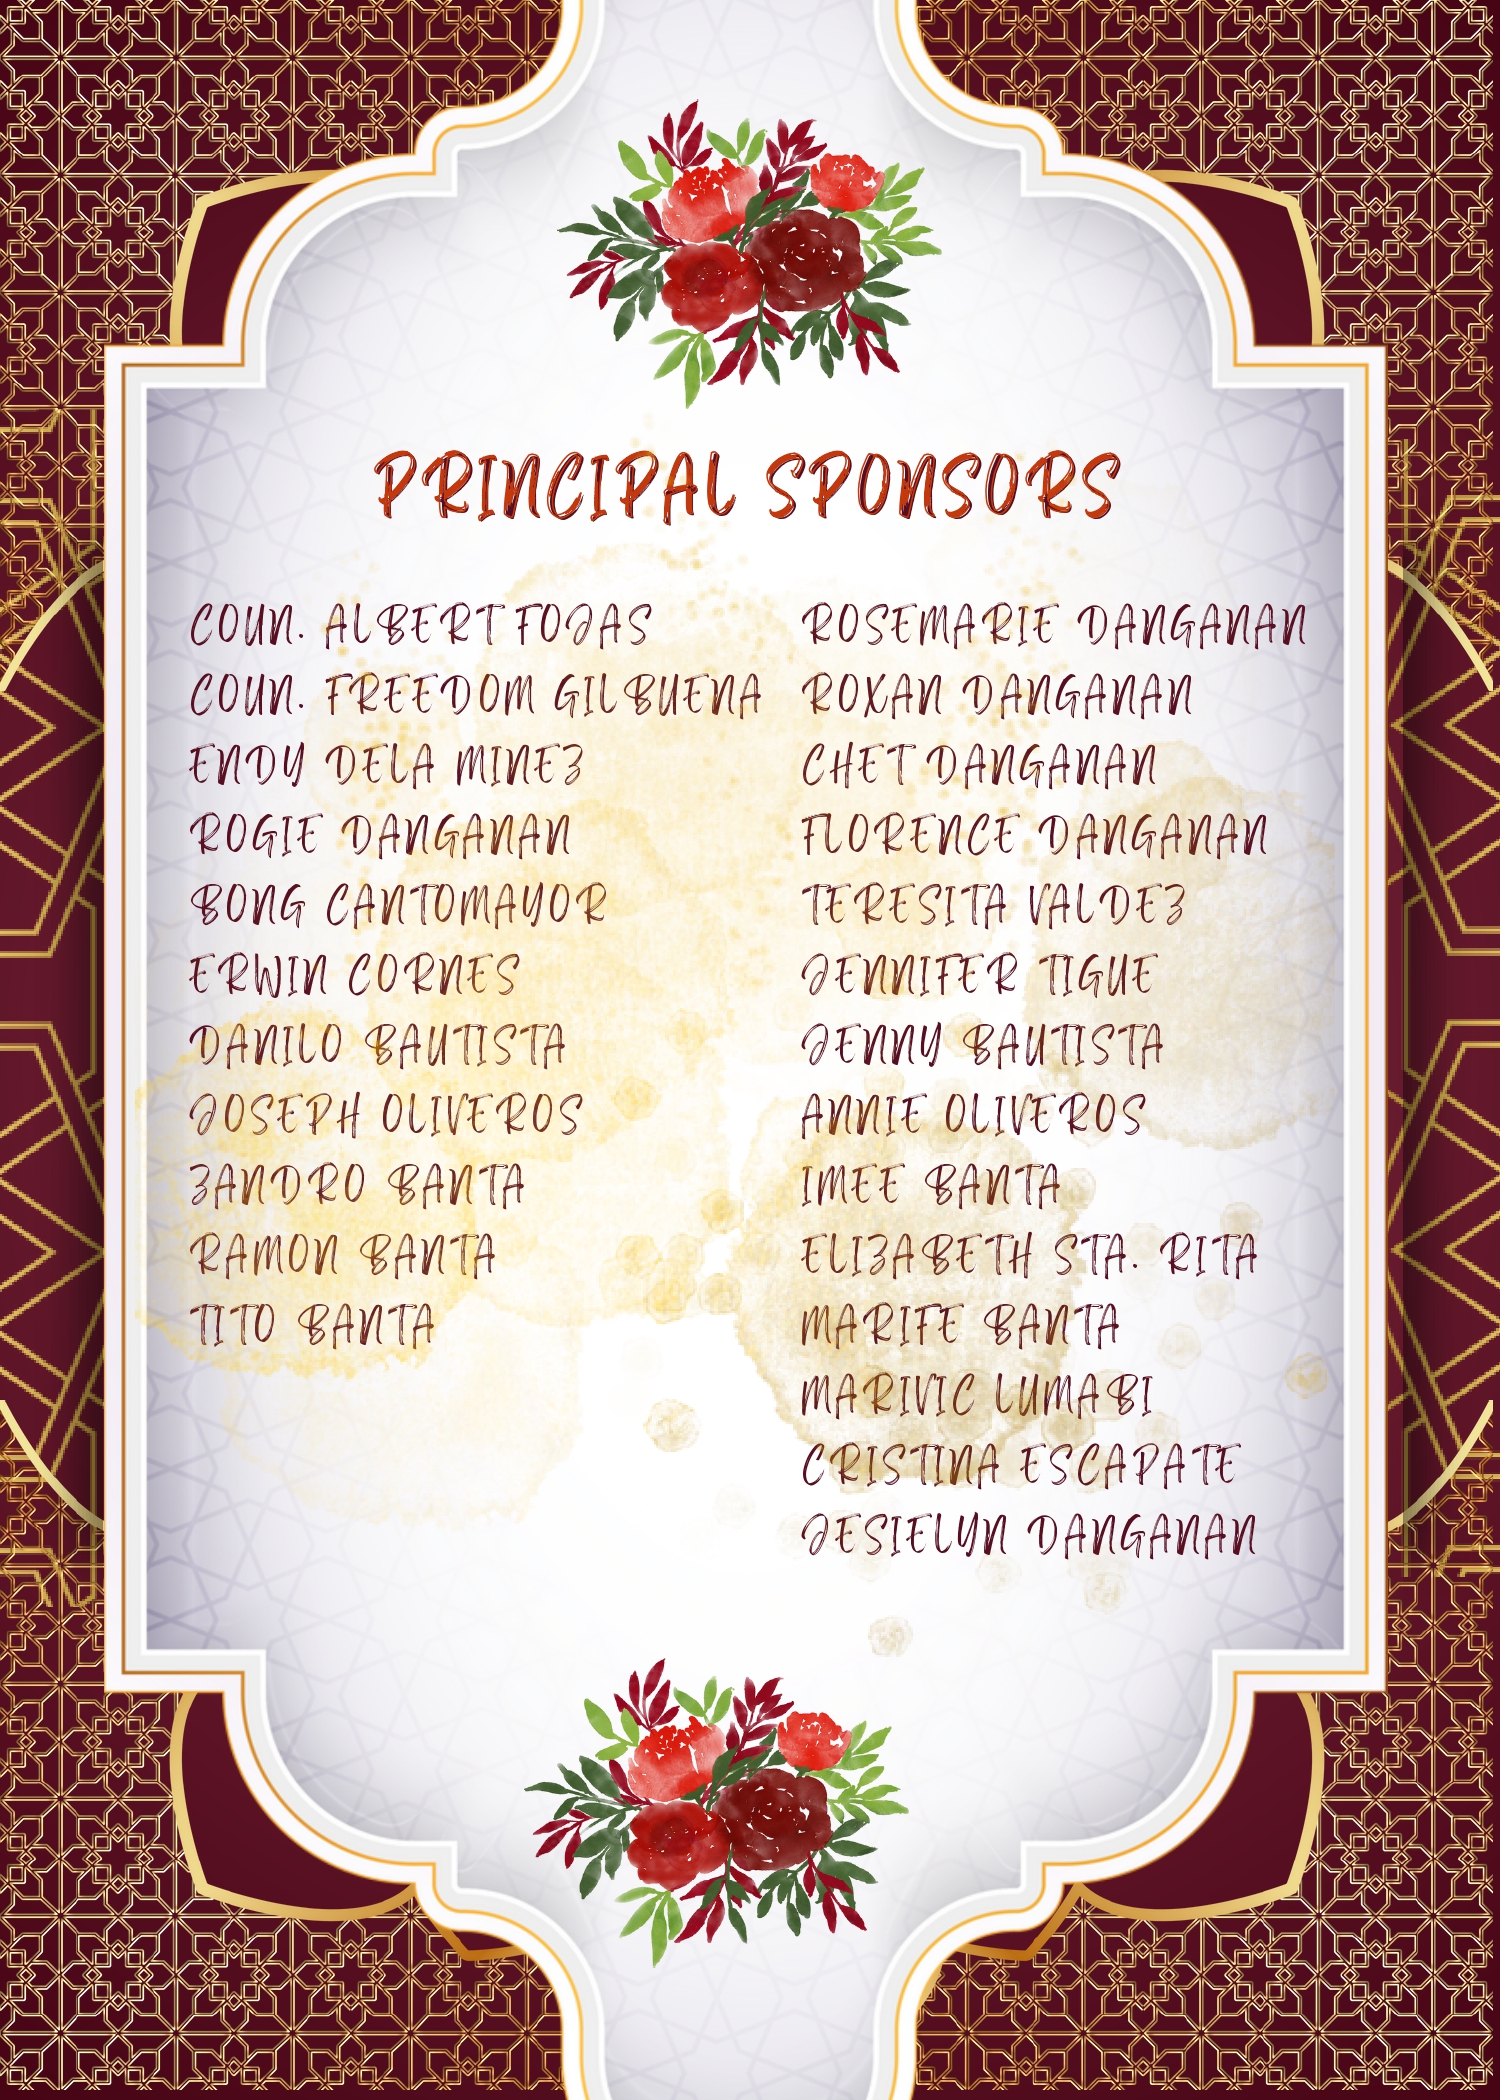 PRINCIPAL SPONSORS
COUN. ALBERT FOJAS
COUN. FREEDOM GILBUENA
ENDY DELA MINEZ
ROGIE DANGANAN
BONG CANTOMAYOR
ERWIN CORNES
DANILO BAUTISTA
JOSEPH OLIVEROS
ZANDRO BANTA
RAMON BANTA
TITO BANTA
ROSEMARIE DANGANAN
ROXAN DANGANAN
CHET DANGANAN
FLORENCE DANGANAN
TERESITA VALDEZ
JENNIFER TIGUE
JENNY BAUTISTA
ANNIE OLIVEROS
IMEE BANTA
ELIZABETH STA. RITA
MARIFE BANTA
MARIVIC LUMABI
CRISTINA ESCAPATE
JESIELYN DANGANAN